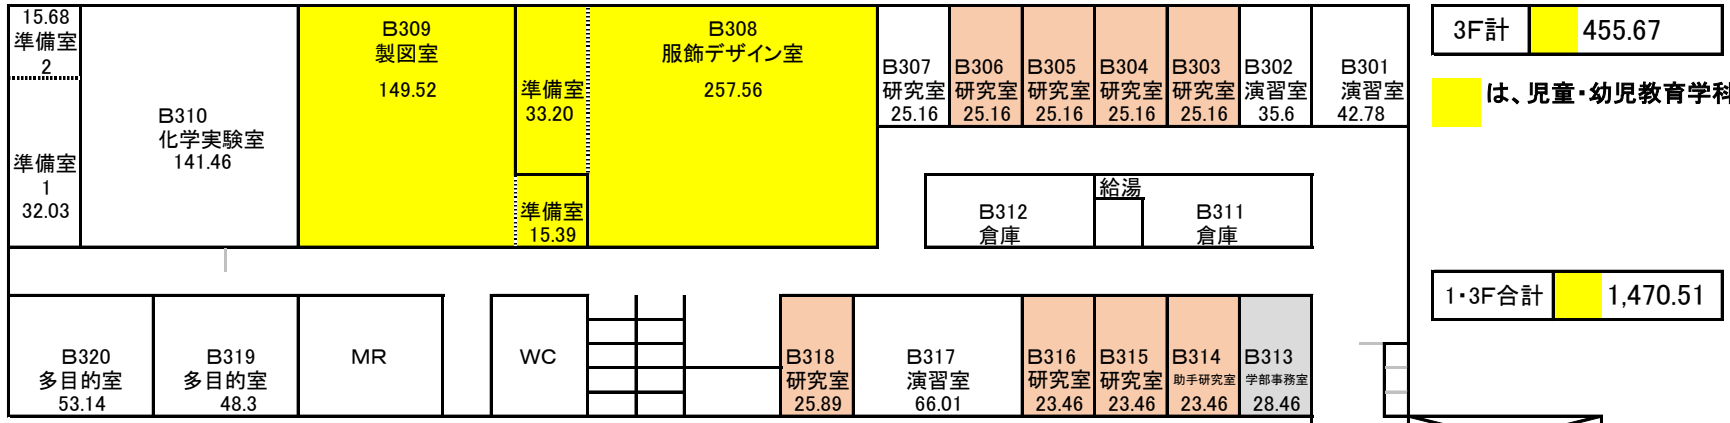 15.68
準備室
2
準備室
1
32.03
B310
化学実験室
141.46
B309
製図室
149.52
準備室
33.20
準備室
15.39
B308
服飾デザイン室
257.56
B307
研究室
25.16
B306
研究室
25.16
B305
研究室
25.16
B304
研究室
25.16
B303
研究室
25.16
B302
演習室
35.6
B301
演習室
42.78
3F計 455.67
は、児童・幼児教育学科
B312
倉庫
給湯
B311
倉庫
1・3F合計 1,470.51
B320
多目的室
53.14
B319
多目的室
48.3
MR
WC
B318
研究室
25.89
B317
演習室
66.01
B316
研究室
23.46
B315
研究室
23.46
B314
助手研究室
23.46
B313
学部事務室
28.46